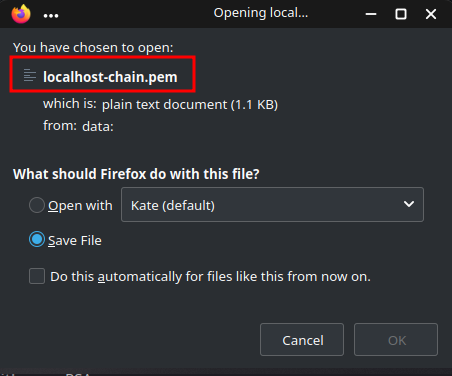 Opening local...
You have chosen to open:
localhost-chain.pem
which is: plain text document (1.1 KB)
from: data:
What should Firefox do with this file?
Open with Kate (default)
Save File
Do this automatically for files like this from now on.
Cancel OK